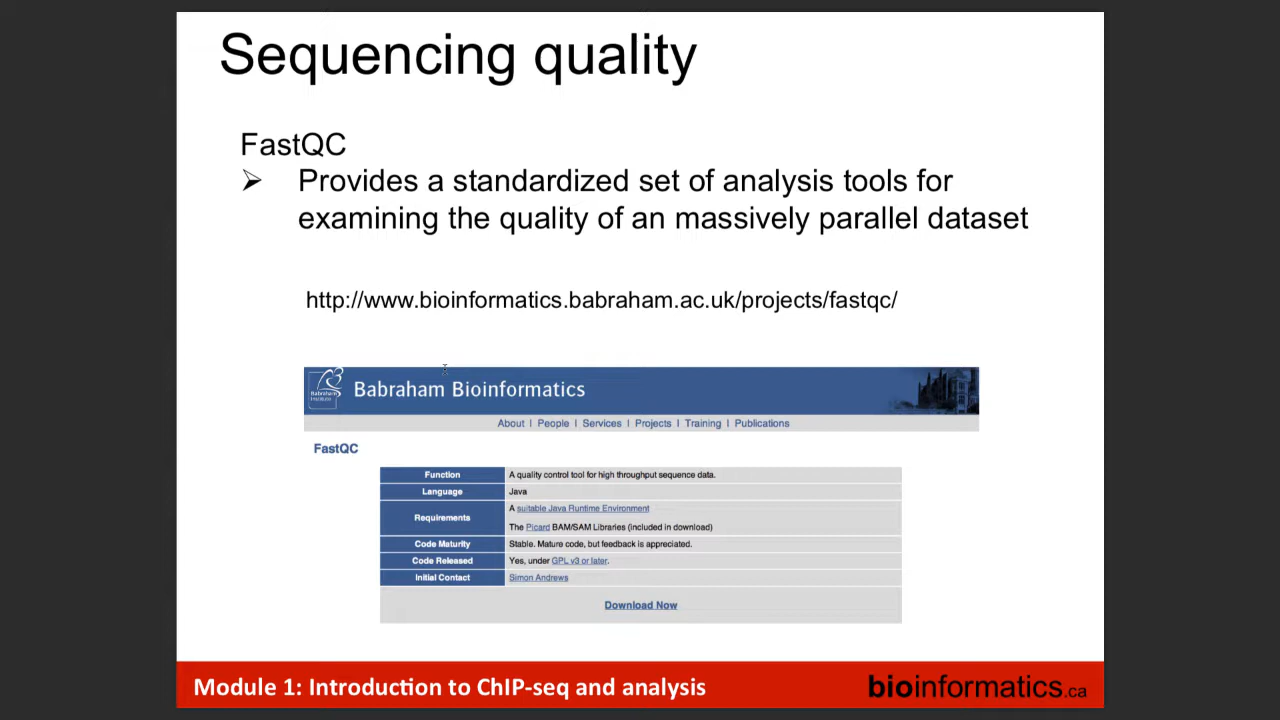 Sequencing quality
FastQC
Provides a standardized set of analysis tools for
examining the quality of an massively parallel dataset
http://www.bioinformatics.babraham.ac.uk/projects/fastqc/
Babraham
Institute
Babraham Bioinformatics
About | People | Services | Projects | Training | Publications
FastQC
Function A quality control tool for high throughput sequence data.
Language Java
Requirements A suitable Java Runtime Environment
The Picard BAM/SAM Libraries (included in download)
Code Maturity Stable. Mature code, but feedback is appreciated.
Code Released Yes, under GPL v3 or later.
Initial Contact Simon Andrews
Download Now
Module 1: Introduction to ChIP-seq and analysis
bioinformatics.ca